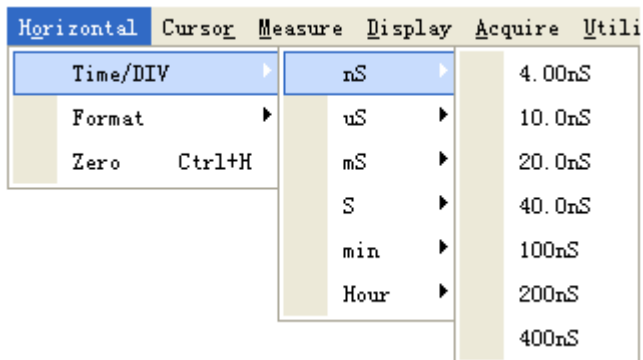 Horizontal Cursor Measure Display Acquire Utili
Time/DIV nS 4.00nS
Format uS 10.0nS
Zero Ctrl+H mS 20.0nS
S 40.0nS
min 100nS
Hour 200nS
400nS